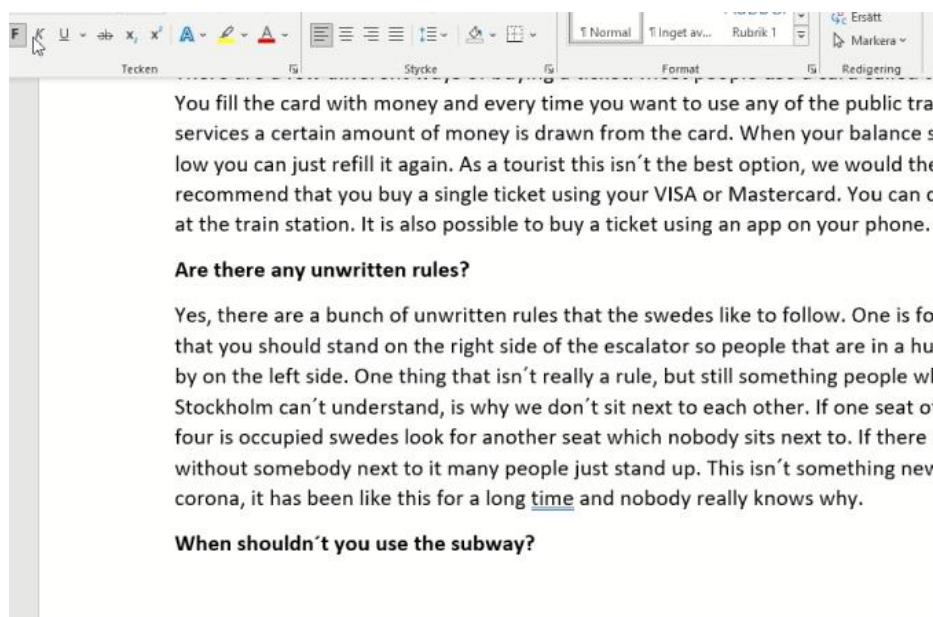 Ersätt
F K U ab x, x² A A
¶ Normal ¶ Inget av... Rubrik 1
Markera
Tecken Stycke Format Redigering
You fill the card with money and every time you want to use any of the public tra
services a certain amount of money is drawn from the card. When your balance s
low you can just refill it again. As a tourist this isn´t the best option, we would the
recommend that you buy a single ticket using your VISA or Mastercard. You can
at the train station. It is also possible to buy a ticket using an app on your phone.
Are there any unwritten rules?
Yes, there are a bunch of unwritten rules that the swedes like to follow. One is fo
that you should stand on the right side of the escalator so people that are in a hu
by on the left side. One thing that isn´t really a rule, but still something people w
Stockholm can´t understand, is why we don´t sit next to each other. If one seat o
four is occupied swedes look for another seat which nobody sits next to. If there
without somebody next to it many people just stand up. This isn´t something new
corona, it has been like this for a long time and nobody really knows why.
When shouldn´t you use the subway?